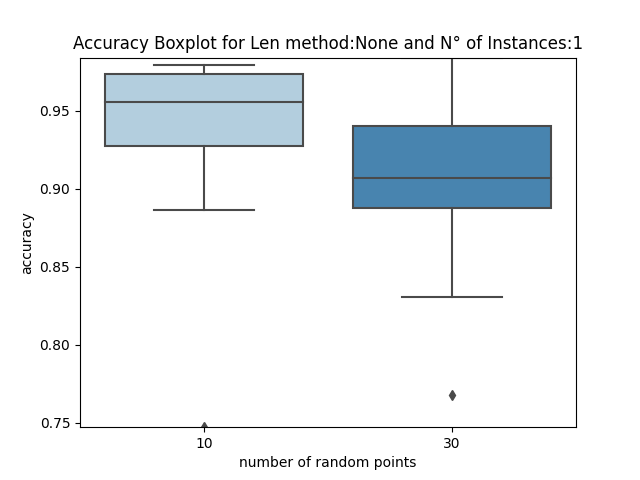 Accuracy Boxplot for Len method:None and N° of Instances:1
0.95
0.90
0.85
0.80
0.75
accuracy
10
30
number of random points